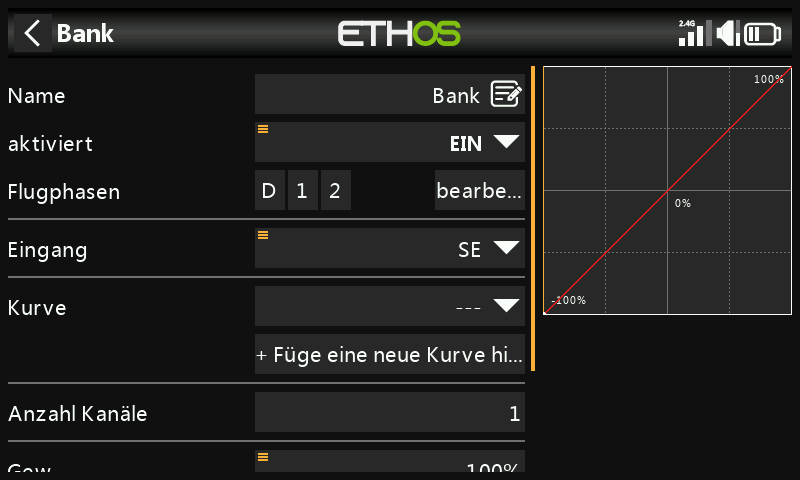 Bank
ETHOS
2.4G
Name
Bank
aktiviert
EIN
Flugphasen
D 1 2
bearbe...
Eingang
SE
Kurve
---
+ Füge eine neue Kurve hi...
Anzahl Kanäle
1
Gew
100%
100%
0%
-100%